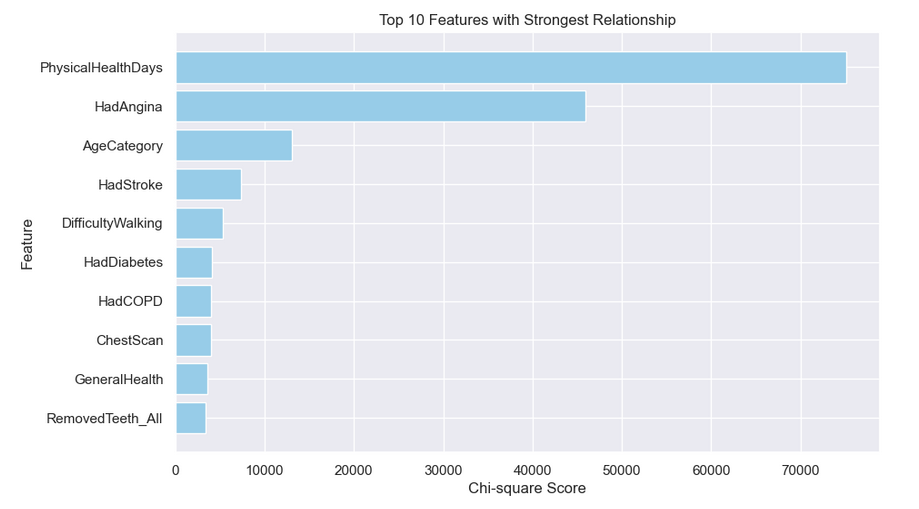 Top 10 Features with Strongest Relationship
PhysicalHealthDays
HadAngina
AgeCategory
HadStroke
DifficultyWalking
HadDiabetes
HadCOPD
ChestScan
GeneralHealth
RemovedTeeth_All
Feature
0 10000 20000 30000 40000 50000 60000 70000
Chi-square Score